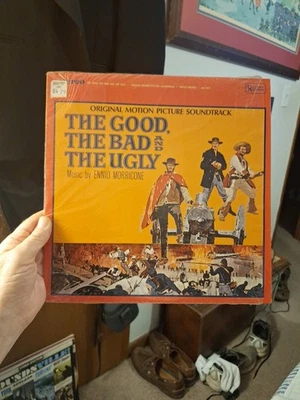 ORIGINAL MOTION PICTURE SOUNDTRACK
THE GOOD,
THE BAD AND
THE UGLY
Music by ENNIO MORRICONE